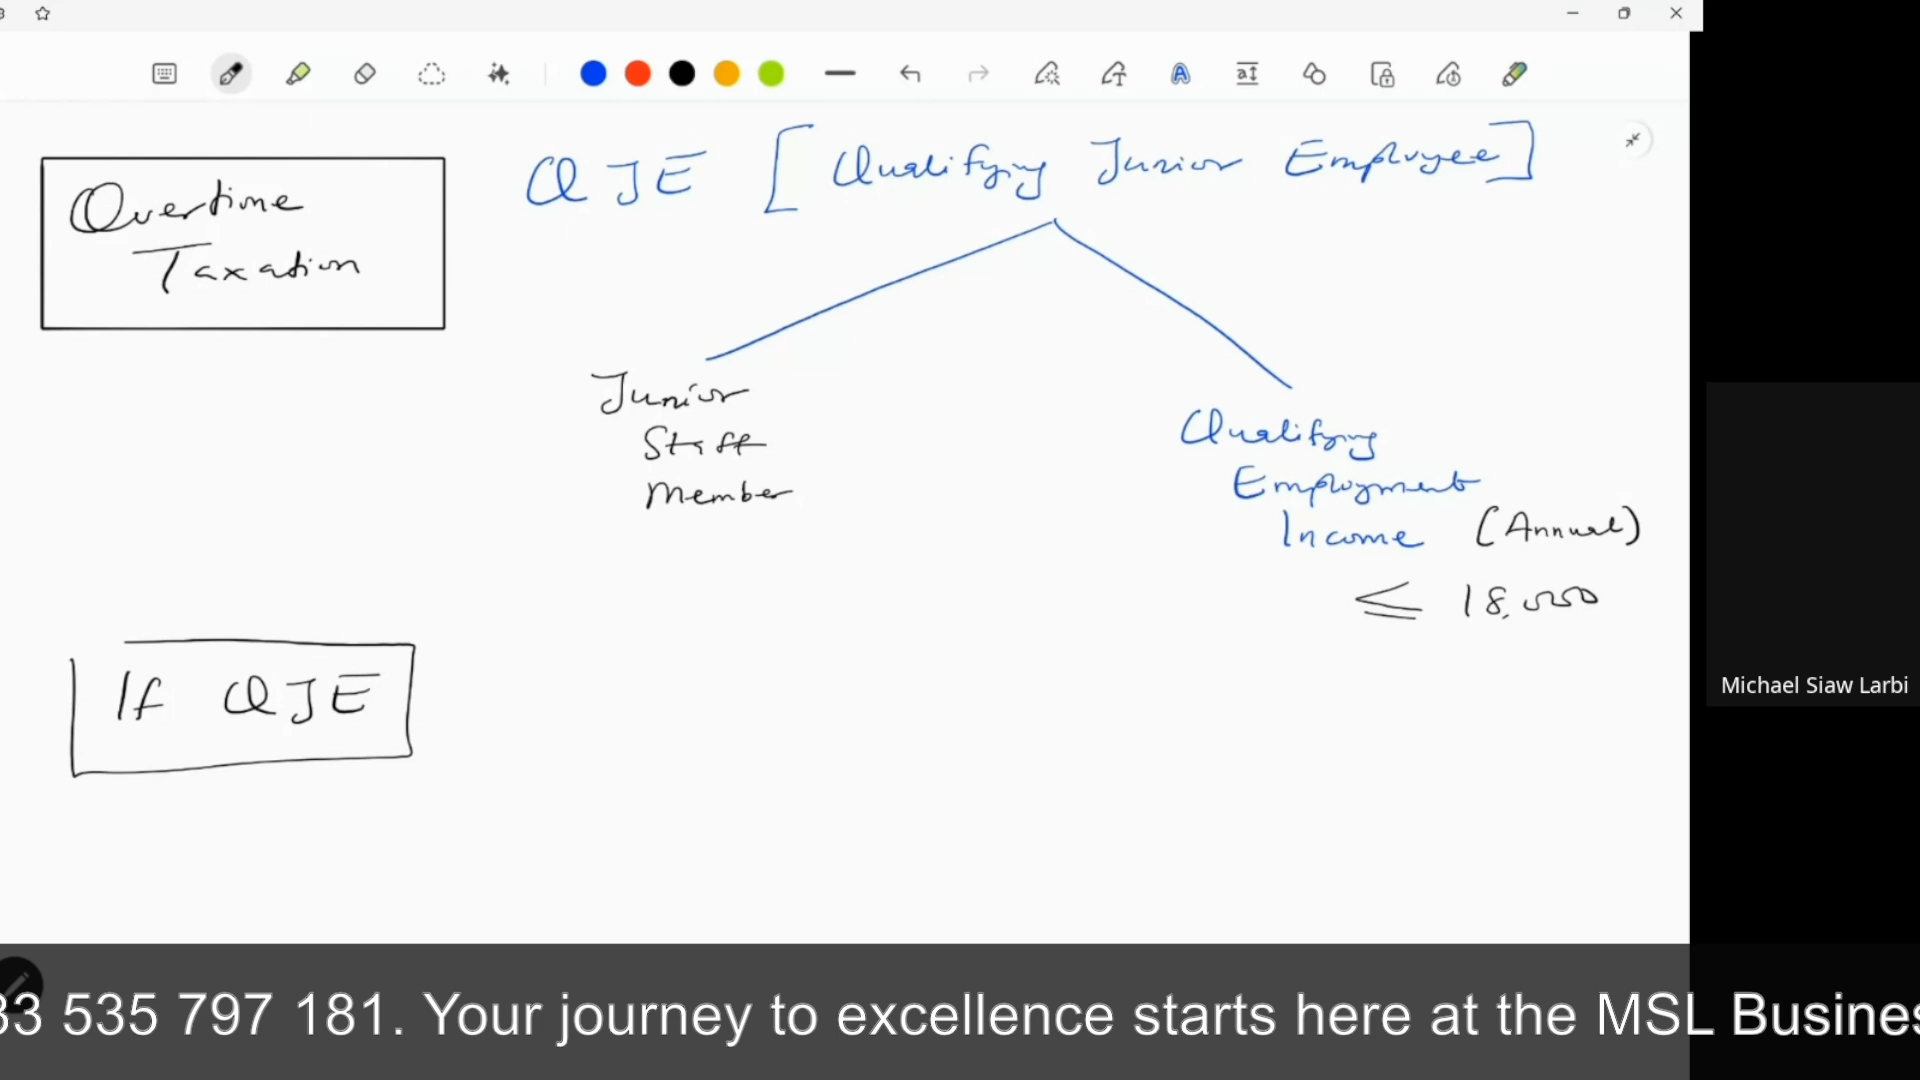 Overtime
Taxation
QJE [Qualifying Junior Employee]
Junior
Staff
Member
Qualifying
Employment
Income (Annual)
≤ 18,000
If QJE
Michael Siaw Larbi
33 535 797 181. Your journey to excellence starts here at the MSL Busines